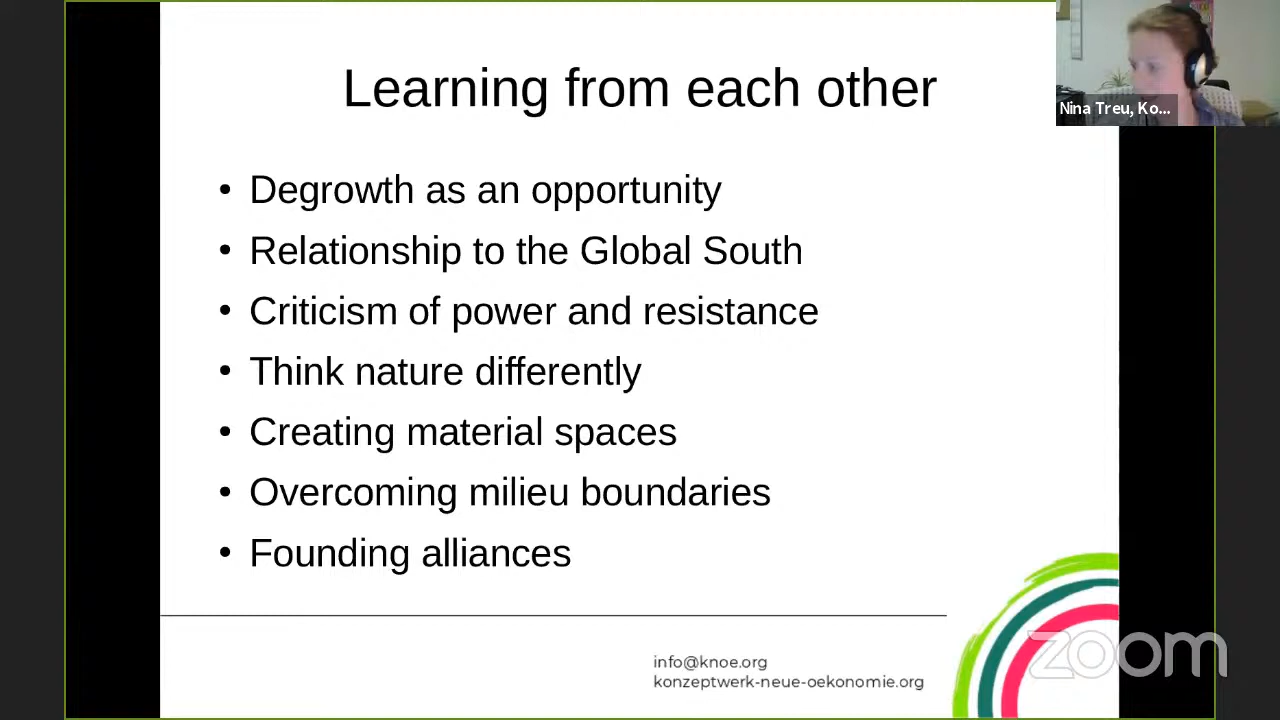 Learning from each other
Nina Treu, Ko...
• Degrowth as an opportunity
• Relationship to the Global South
• Criticism of power and resistance
• Think nature differently
• Creating material spaces
• Overcoming milieu boundaries
• Founding alliances
info@knoe.org
konzeptwerk-neue-oekonomie.org
zoom